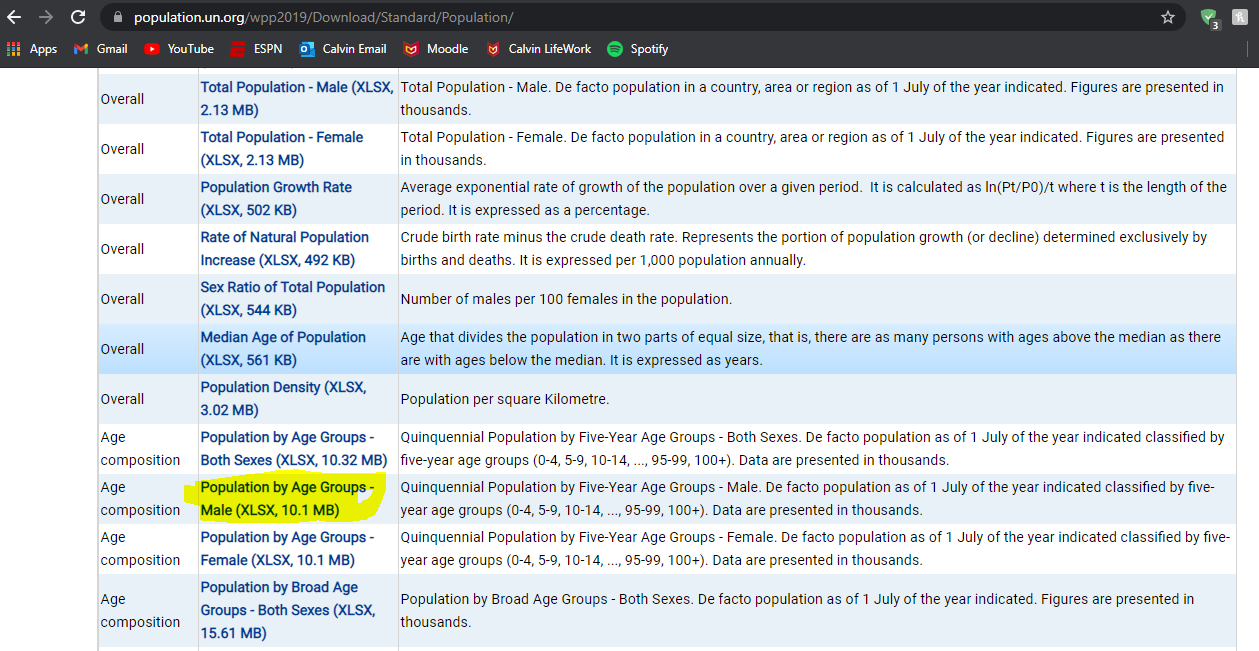 population.un.org/wpp2019/Download/Standard/Population/
3
Apps Gmail YouTube ESPN Calvin Email Moodle Calvin LifeWork Spotify
Overall
Total Population - Male (XLSX,
2.13 MB)
Total Population - Male. De facto population in a country, area or region as of 1 July of the year indicated. Figures are presented in
thousands.
Overall
Total Population - Female
(XLSX, 2.13 MB)
Total Population - Female. De facto population in a country, area or region as of 1 July of the year indicated. Figures are presented
in thousands.
Overall
Population Growth Rate
(XLSX, 502 KB)
Average exponential rate of growth of the population over a given period.  It is calculated as ln(Pt/P0)/t where t is the length of the
period. It is expressed as a percentage.
Overall
Rate of Natural Population
Increase (XLSX, 492 KB)
Crude birth rate minus the crude death rate. Represents the portion of population growth (or decline) determined exclusively by
births and deaths. It is expressed per 1,000 population annually.
Overall
Sex Ratio of Total Population
(XLSX, 544 KB)
Number of males per 100 females in the population.
Overall
Median Age of Population
(XLSX, 561 KB)
Age that divides the population in two parts of equal size, that is, there are as many persons with ages above the median as there
are with ages below the median. It is expressed as years.
Overall
Population Density (XLSX,
3.02 MB)
Population per square Kilometre.
Age
composition
Population by Age Groups -
Both Sexes (XLSX, 10.32 MB)
Quinquennial Population by Five-Year Age Groups - Both Sexes. De facto population as of 1 July of the year indicated classified by
five-year age groups (0-4, 5-9, 10-14, ..., 95-99, 100+). Data are presented in thousands.
Age
composition
Population by Age Groups -
Male (XLSX, 10.1 MB)
Quinquennial Population by Five-Year Age Groups - Male. De facto population as of 1 July of the year indicated classified by five-
year age groups (0-4, 5-9, 10-14, ..., 95-99, 100+). Data are presented in thousands.
Age
composition
Population by Age Groups -
Female (XLSX, 10.1 MB)
Quinquennial Population by Five-Year Age Groups - Female. De facto population as of 1 July of the year indicated classified by five-
year age groups (0-4, 5-9, 10-14, ..., 95-99, 100+). Data are presented in thousands.
Age
composition
Population by Broad Age
Groups - Both Sexes (XLSX,
15.61 MB)
Population by Broad Age Groups - Both Sexes. De facto population as of 1 July of the year indicated. Figures are presented in
thousands.